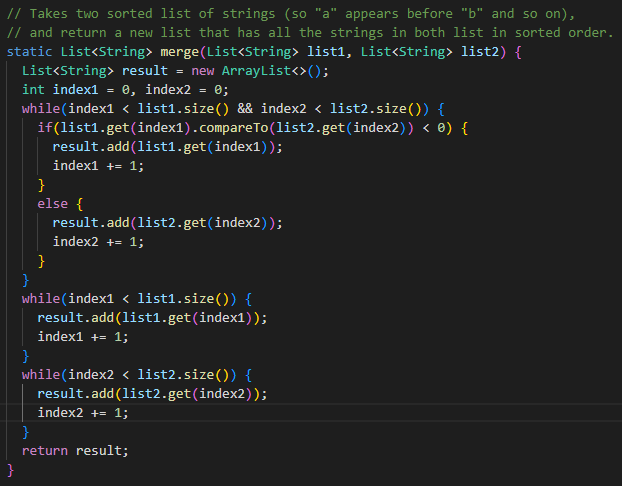 // Takes two sorted list of strings (so "a" appears before "b" and so on),
// and return a new list that has all the strings in both list in sorted order.
static List<String> merge(List<String> list1, List<String> list2) {
  List<String> result = new ArrayList<>();
  int index1 = 0, index2 = 0;
  while(index1 < list1.size() && index2 < list2.size()) {
    if(list1.get(index1).compareTo(list2.get(index2)) < 0) {
      result.add(list1.get(index1));
      index1 += 1;
    }
    else {
      result.add(list2.get(index2));
      index2 += 1;
    }
  }
  while(index1 < list1.size()) {
    result.add(list1.get(index1));
    index1 += 1;
  }
  while(index2 < list2.size()) {
    result.add(list2.get(index2));
    index2 += 1;
  }
  return result;
}